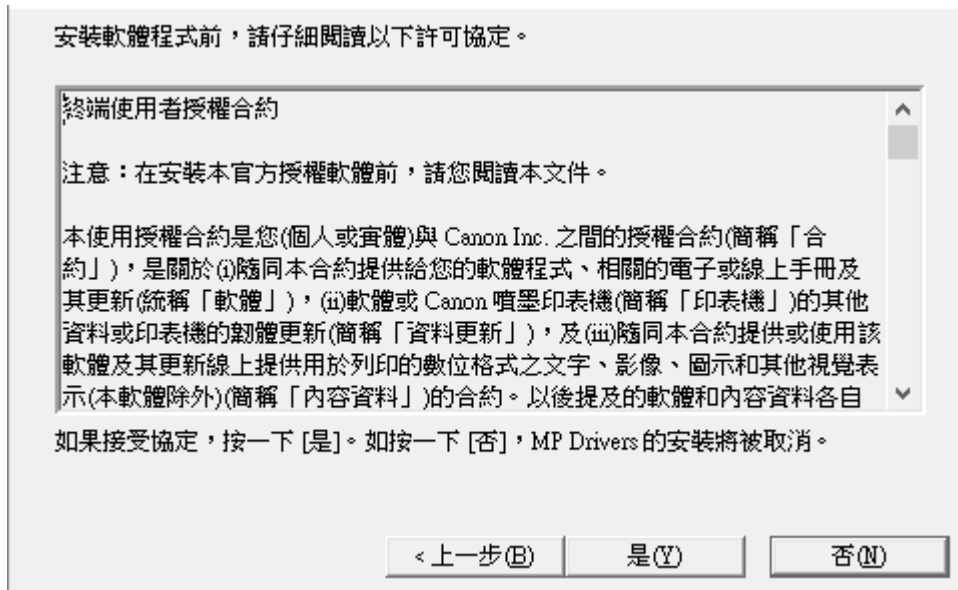 安裝軟體程式前，請仔細閱讀以下許可協定。
終端使用者授權合約
注意：在安裝本官方授權軟體前，請您閱讀本文件。
本使用授權合約是您(個人或實體)與 Canon Inc. 之間的授權合約(簡稱「合
約」)，是關於(i)隨同本合約提供給您的軟體程式、相關的電子或線上手冊及
其更新(統稱「軟體」)，(ii)軟體或 Canon 噴墨印表機(簡稱「印表機」)的其他
資料或印表機的韌體更新(簡稱「資料更新」)，及(iii)隨同本合約提供或使用該
軟體及其更新線上提供用於列印的數位格式之文字、影像、圖示和其他視覺表
示(本軟體除外)(簡稱「內容資料」)的合約。以後提及的軟體和內容資料各自
如果接受協定，按一下 [是]。如按一下 [否]，MP Drivers 的安裝將被取消。
<上一步(B) 是(Y) 否(N)